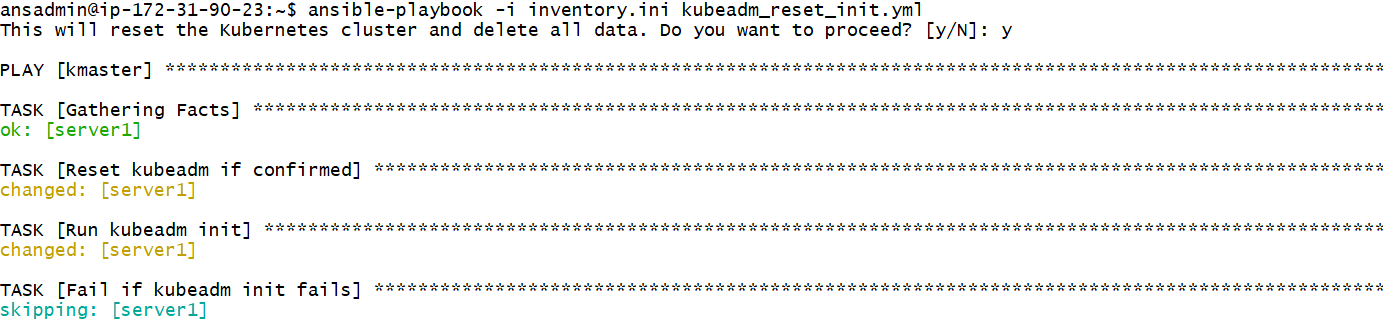 ansadmin@ip-172-31-90-23:~$ ansible-playbook -i inventory.ini kubeadm_reset_init.yml
This will reset the Kubernetes cluster and delete all data. Do you want to proceed? [y/N]: y
PLAY [kmaster] ***************************************************************************************************************
TASK [Gathering Facts] *******************************************************************************************************
ok: [server1]
TASK [Reset kubeadm if confirmed] ********************************************************************************************
changed: [server1]
TASK [Run kubeadm init] ******************************************************************************************************
changed: [server1]
TASK [Fail if kubeadm init fails] ********************************************************************************************
skipping: [server1]